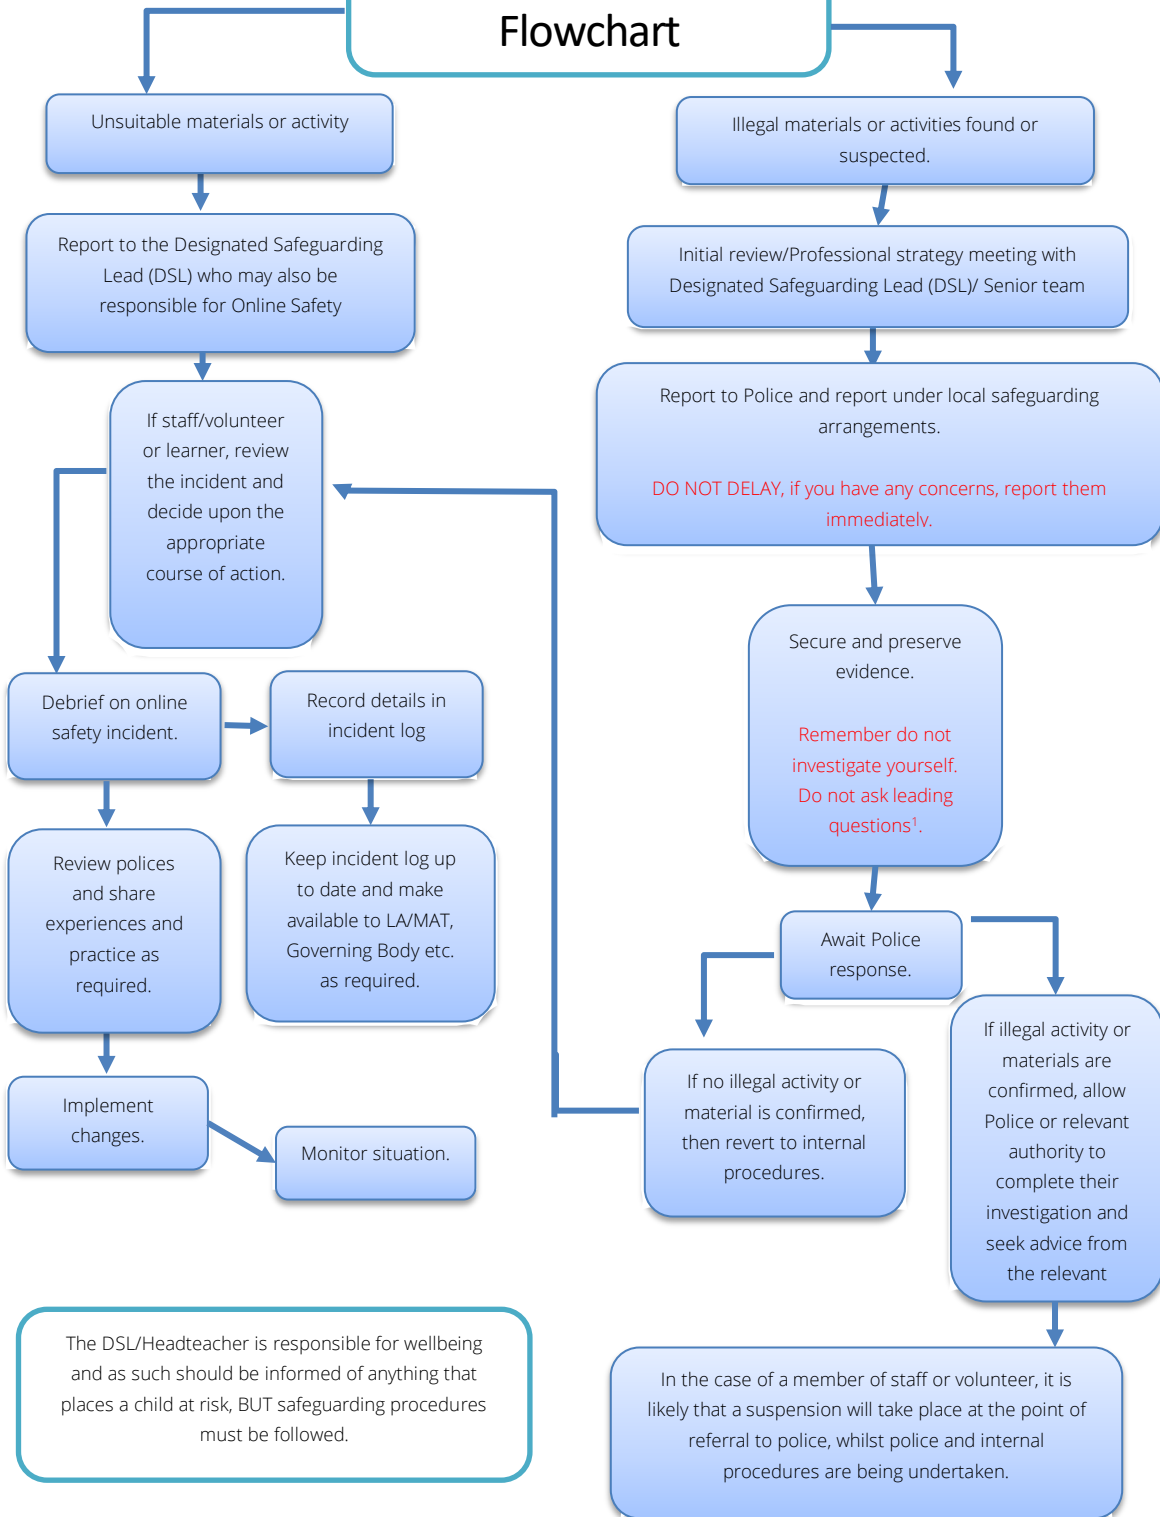 Flowchart
Unsuitable materials or activity
Report to the Designated Safeguarding
Lead (DSL) who may also be
responsible for Online Safety
If staff/volunteer
or learner, review
the incident and
decide upon the
appropriate
course of action.
Debrief on online
safety incident.
Record details in
incident log
Review polices
and share
experiences and
practice as
required.
Keep incident log up
to date and make
available to LA/MAT,
Governing Body etc.
as required.
Implement
changes.
Monitor situation.
Illegal materials or activities found or
suspected.
Initial review/Professional strategy meeting with
Designated Safeguarding Lead (DSL)/ Senior team
Report to Police and report under local safeguarding
arrangements.
DO NOT DELAY, if you have any concerns, report them
immediately.
Secure and preserve
evidence.
Remember do not
investigate yourself.
Do not ask leading
questions¹.
Await Police
response.
If no illegal activity or
material is confirmed,
then revert to internal
procedures.
If illegal activity or
materials are
confirmed, allow
Police or relevant
authority to
complete their
investigation and
seek advice from
the relevant
In the case of a member of staff or volunteer, it is
likely that a suspension will take place at the point of
referral to police, whilst police and internal
procedures are being undertaken.
The DSL/Headteacher is responsible for wellbeing
and as such should be informed of anything that
places a child at risk, BUT safeguarding procedures
must be followed.